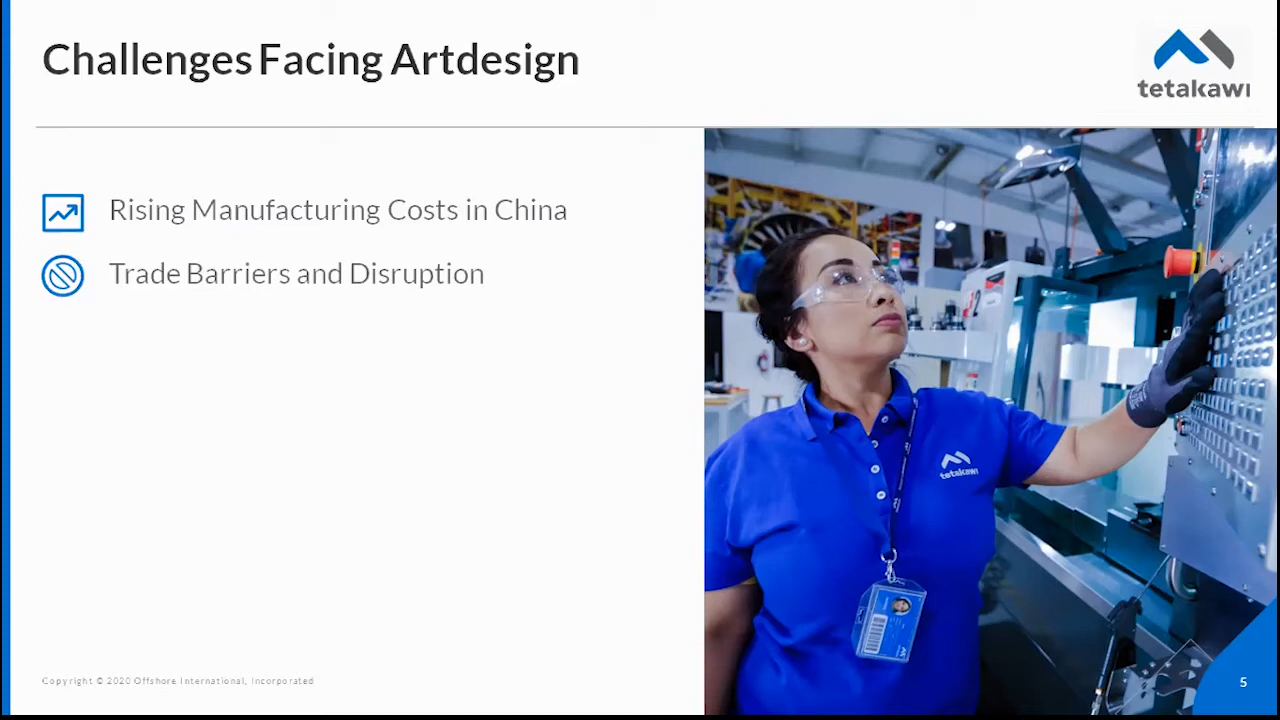 Challenges Facing Artdesign
tetakawi
Rising Manufacturing Costs in China
Trade Barriers and Disruption
tetakawi
Copyright © 2020 Offshore International, Incorporated
5